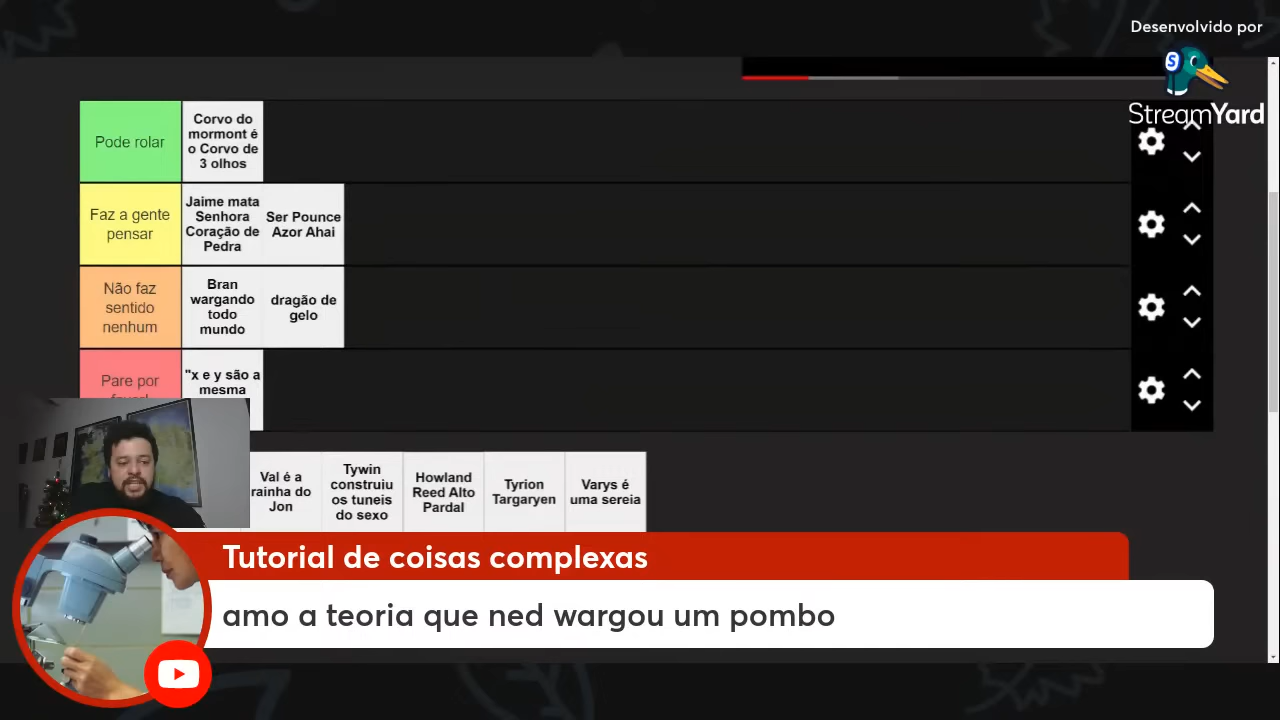 Desenvolvido por
StreamYard
Pode rolar
Corvo do
mormont é
o Corvo de
3 olhos
Faz a gente
pensar
Jaime mata
Senhora
Coração de
Pedra
Ser Pounce
Azor Ahai
Não faz
sentido
nenhum
Bran
wargando
todo
mundo
dragão de
gelo
Pare por
"x e y são a
mesma
Val é a
rainha do
Jon
Tywin
construiu
os tuneis
do sexo
Howland
Reed Alto
Pardal
Tyrion
Targaryen
Varys é
uma sereia
Tutorial de coisas complexas
amo a teoria que ned wargou um pombo